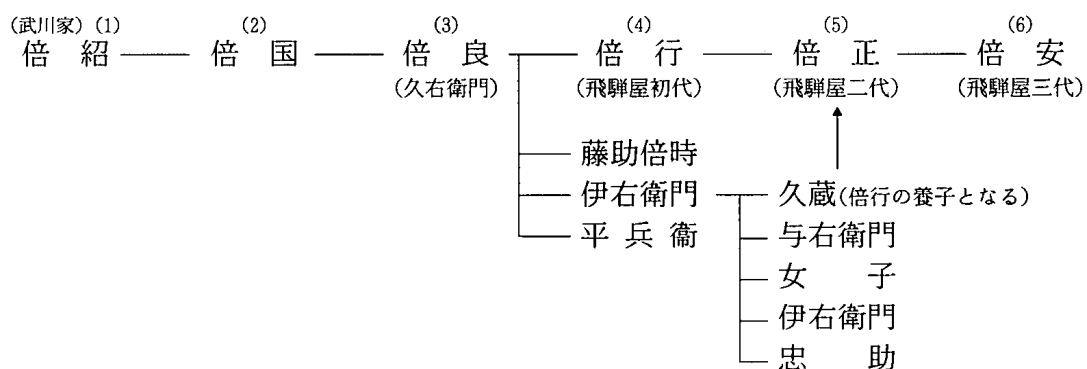 (武川家) (1) (2) (3) (4) (5) (6)
倍紹 倍国 倍良 倍行 倍正 倍安
(久右衛門) (飛騨屋初代) (飛騨屋二代) (飛騨屋三代)
藤助倍時
伊右衛門 久蔵(倍行の養子となる)
平兵衞 与右衛門
女子
伊右衛門
忠助